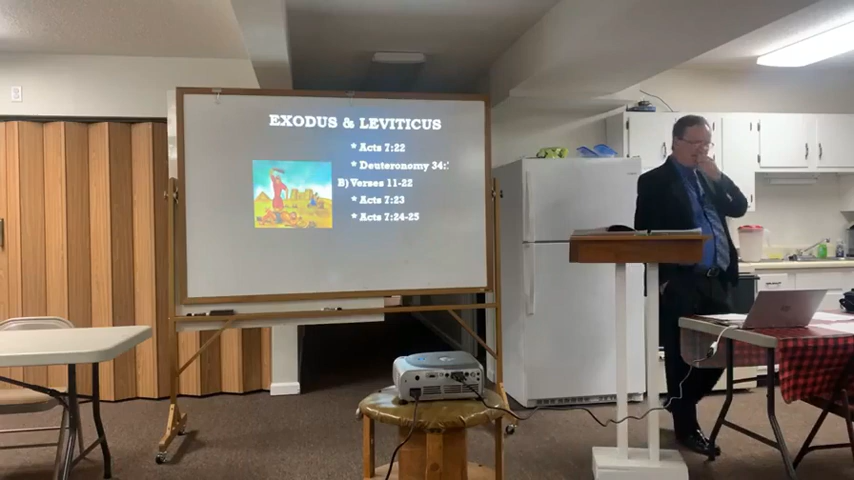 EXODUS & LEVITICUS
* Acts 7:22
* Deuteronomy 34:
B) Verses 11-22
* Acts 7:23
* Acts 7:24-25